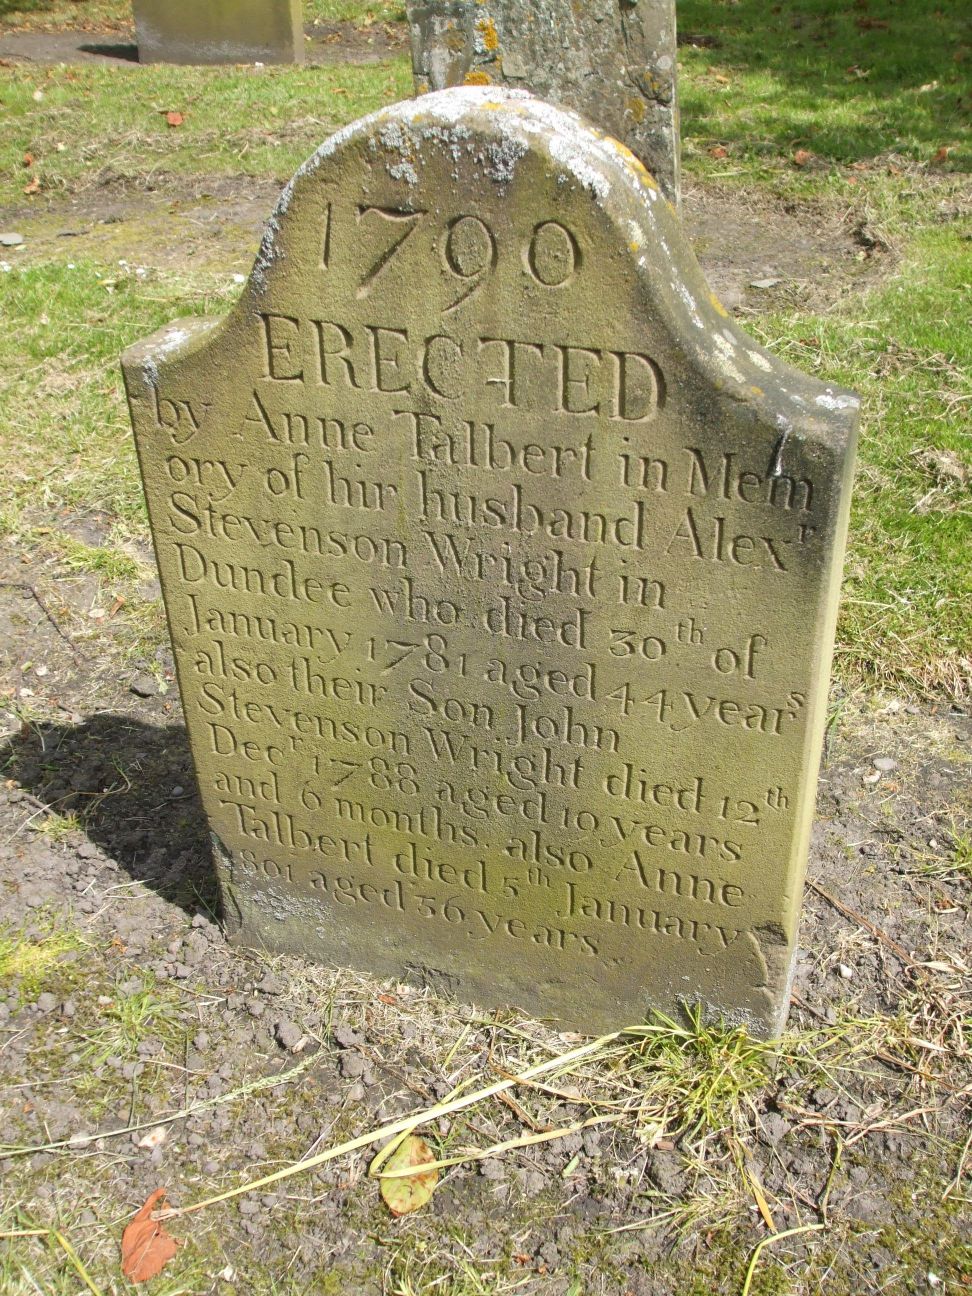 1790
ERECTED
by Anne Talbert in Mem
ory of hir husband Alexr
Stevenson Wright in
Dundee who died 30th of
January 1781 aged 44 years
also their Son John
Stevenson Wright died 12th
Decr 1788 aged 10 years
and 6 months. also Anne
Talbert died 5th January
1801 aged 56 years